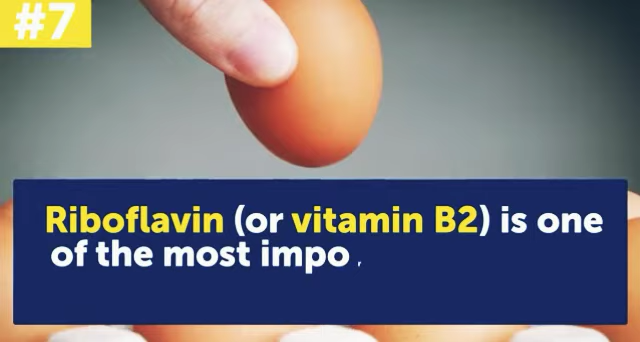 #7
Riboflavin (or vitamin B2) is one
of the most impo